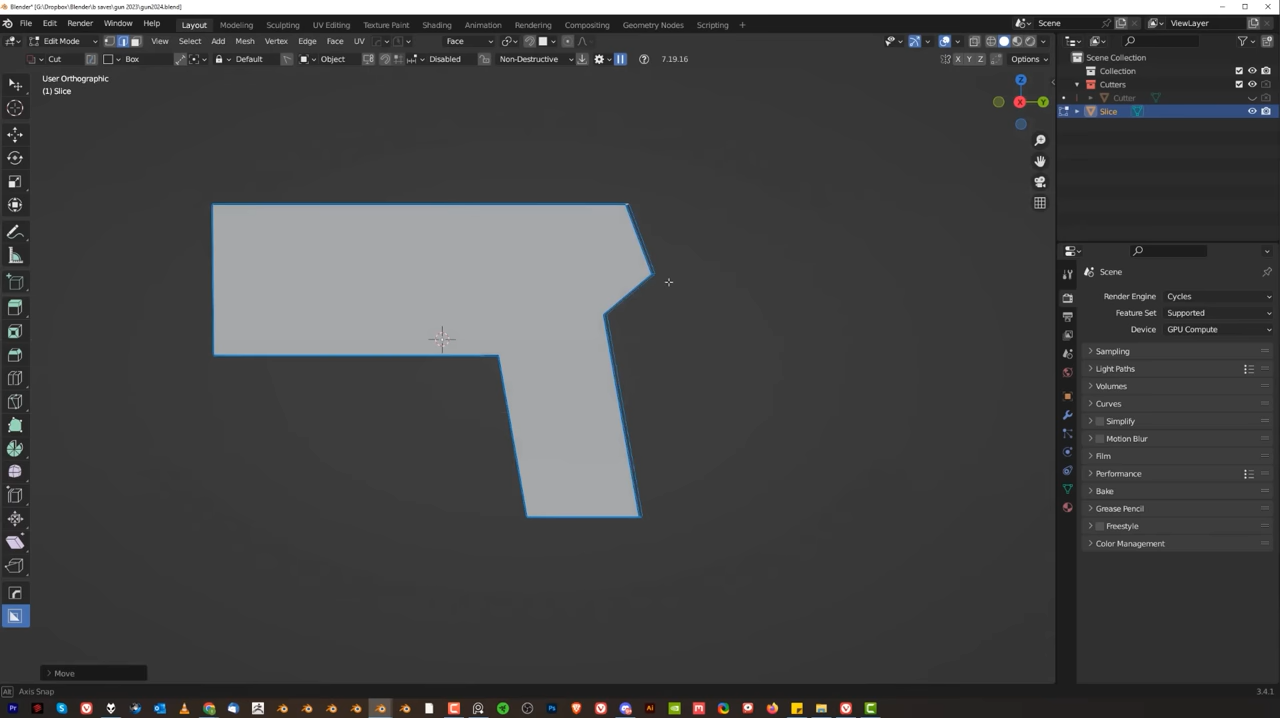 Blender* [G:\Dropbox\Blender\b saves\gun 2023\gun2024.blend]
File Edit Render Window Help Layout Modeling Sculpting UV Editing Texture Paint Shading Animation Rendering Compositing Geometry Nodes Scripting + Scene ViewLayer
Edit Mode View Select Add Mesh Vertex Edge Face UV Face
Cut Box Default Object Disabled Non-Destructive 7.19.16 X Y Z Options
User Orthographic
(1) Slice
Z
X
Y
Move
Scene Collection
Collection
Cutters
Cutter
Slice
Scene
Render Engine Cycles
Feature Set Supported
Device GPU Compute
Sampling
Light Paths
Volumes
Curves
Simplify
Motion Blur
Film
Performance
Bake
Grease Pencil
Freestyle
Color Management
Alt Axis Snap
3.4.1
Pr
Ps
Ai